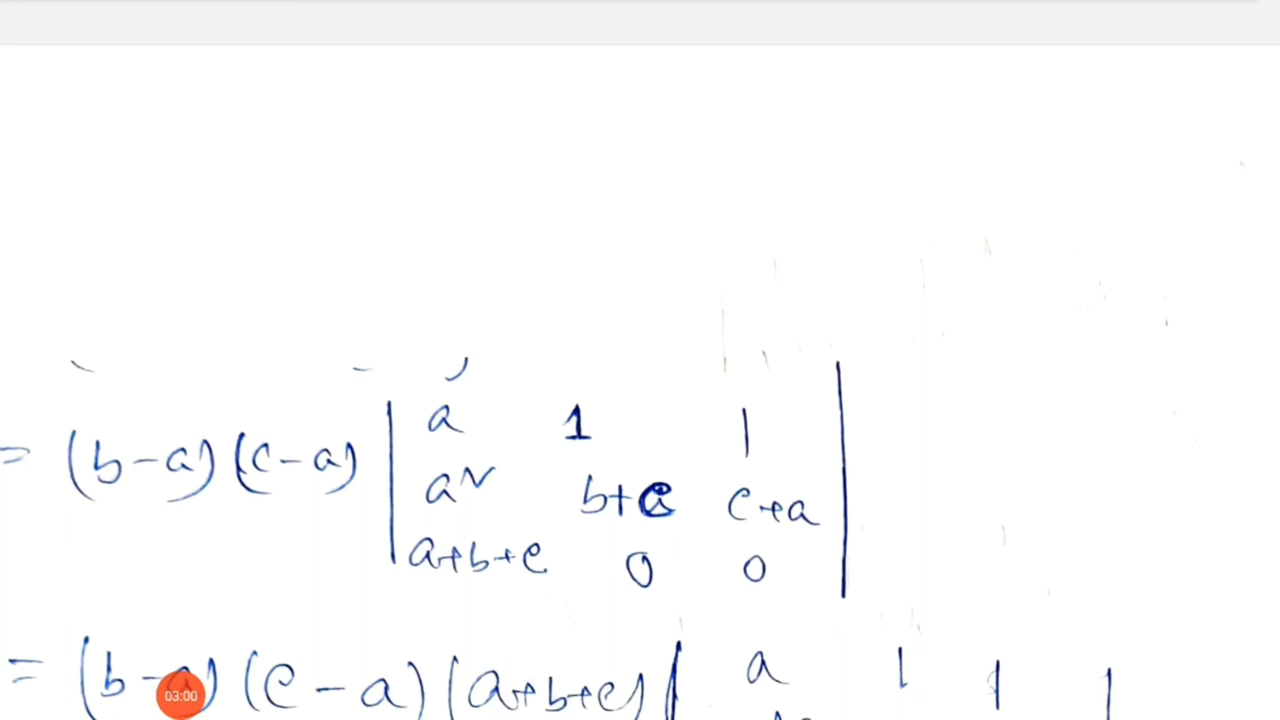 = (b-a) (c-a) | a 1 1 |
a² b+a c+a
a+b+c 0 0
= (b-a) (c-a) (a+b+c) | a 1 1 |
03:00